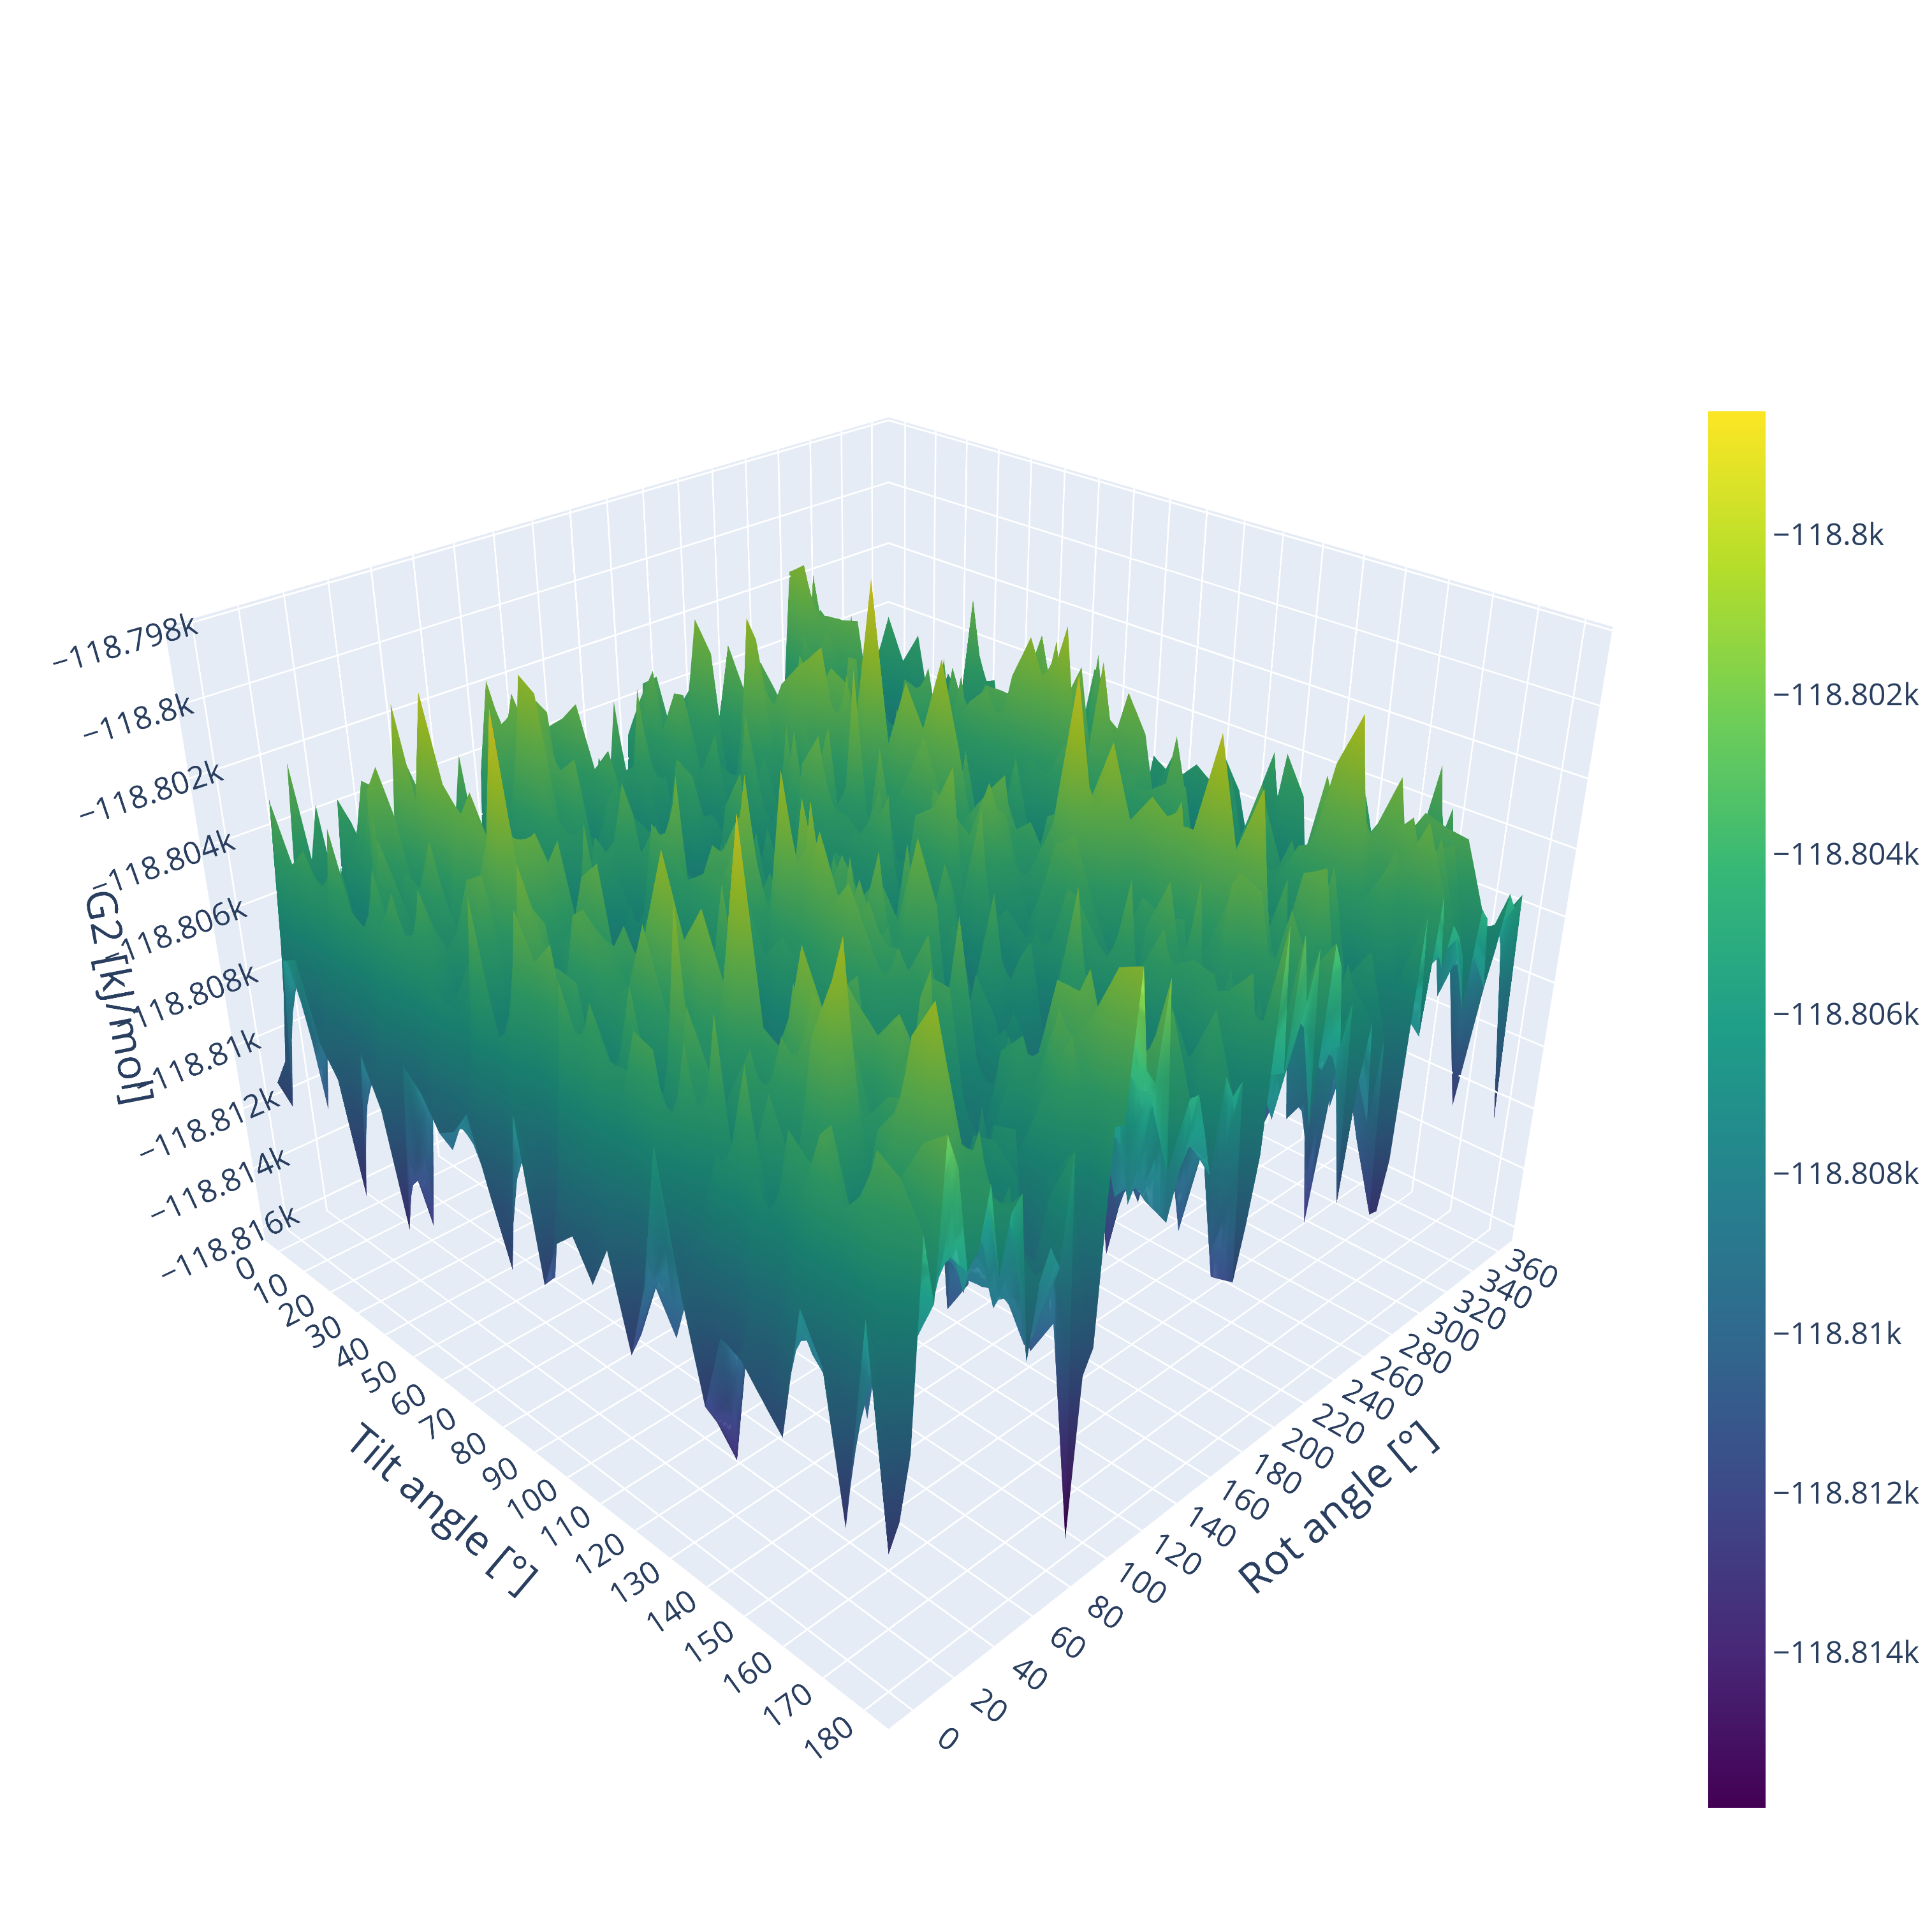 −118.798k
−118.8k
−118.802k
−118.804k
−118.806k
−118.808k
−118.81k
−118.812k
−118.814k
−118.816k
G2 [kJ/mol]
0
10
20
30
40
50
60
70
80
90
100
110
120
130
140
150
160
170
180
Tilt angle [°]
0
20
40
60
80
100
120
140
160
180
200
220
240
260
280
300
320
340
360
Rot angle [°]
−118.8k
−118.802k
−118.804k
−118.806k
−118.808k
−118.81k
−118.812k
−118.814k